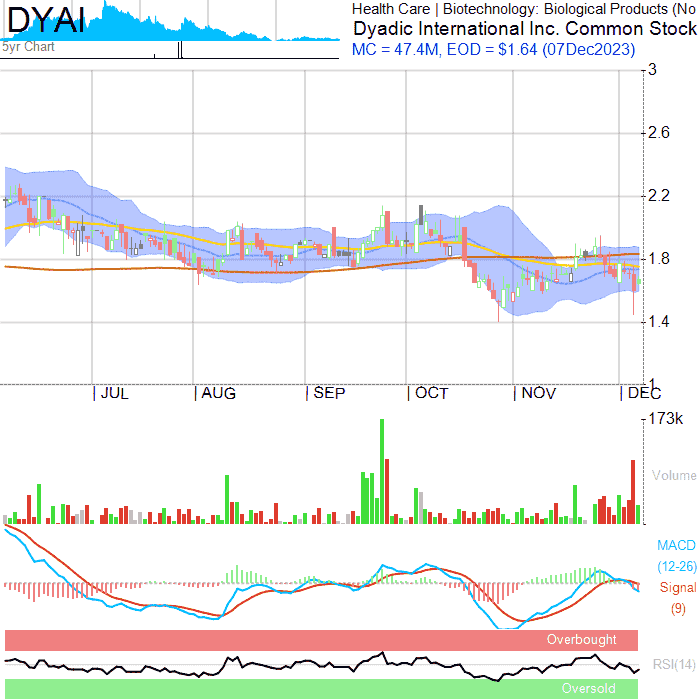 DYAI
5yr Chart
Health Care | Biotechnology: Biological Products (No
Dyadic International Inc. Common Stock
MC = 47.4M, EOD = $1.64 (07Dec2023)
3
2.6
2.2
1.8
1.4
1
JUL AUG SEP OCT NOV DEC
173k
Volume
MACD
(12-26)
Signal
(9)
Overbought
RSI(14)
Oversold